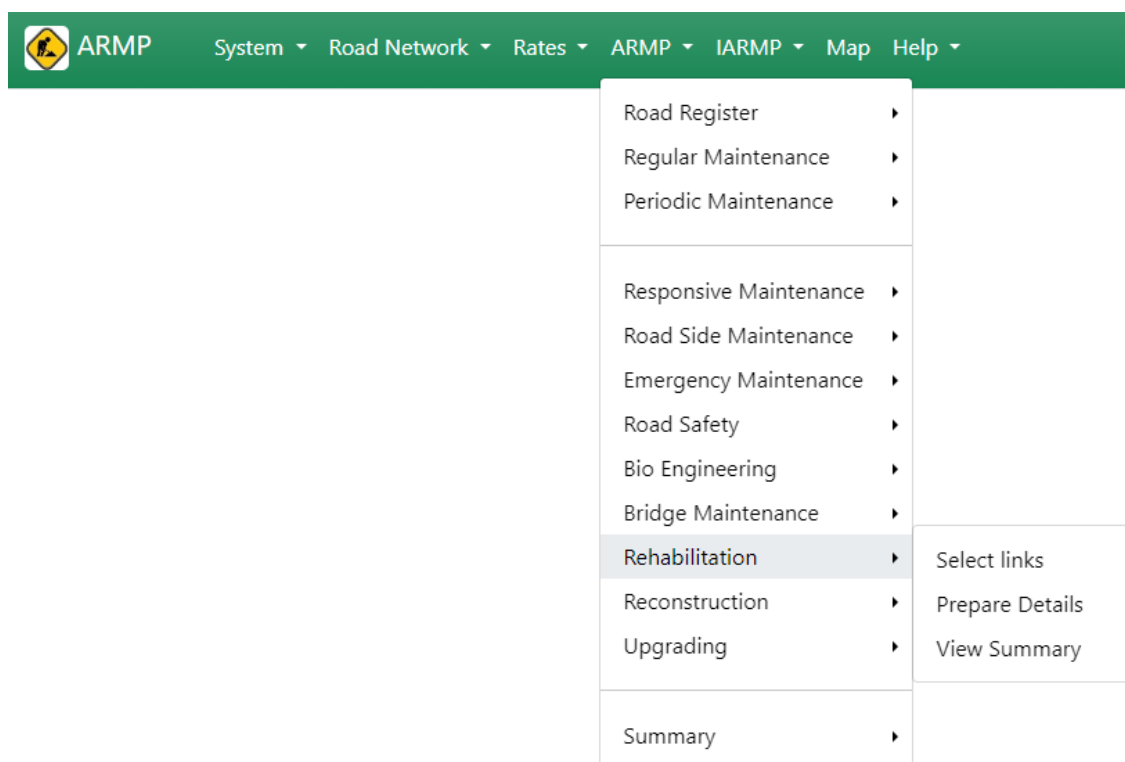 ARMP System Road Network Rates ARMP IARMP Map Help
Road Register
Regular Maintenance
Periodic Maintenance
Responsive Maintenance
Road Side Maintenance
Emergency Maintenance
Road Safety
Bio Engineering
Bridge Maintenance
Rehabilitation
Reconstruction
Upgrading
Summary
Select links
Prepare Details
View Summary